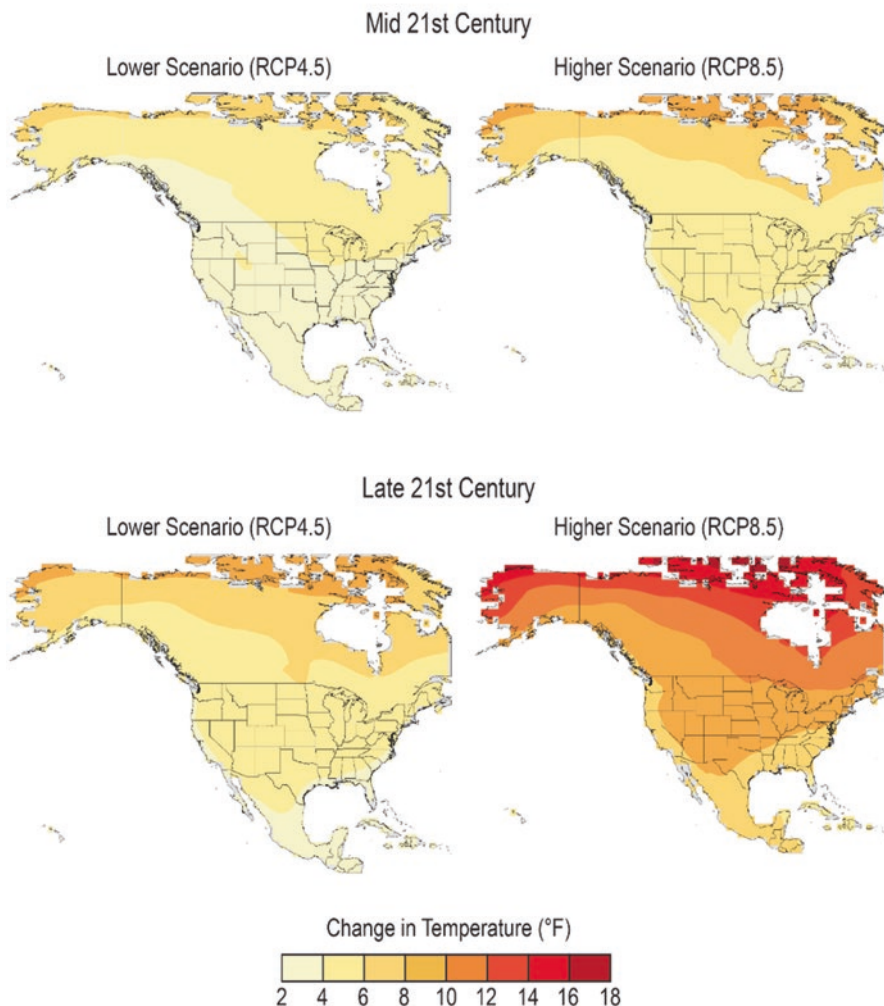 Mid 21st Century
Lower Scenario (RCP4.5)
Higher Scenario (RCP8.5)
Late 21st Century
Lower Scenario (RCP4.5)
Higher Scenario (RCP8.5)
Change in Temperature (°F)
2 4 6 8 10 12 14 16 18